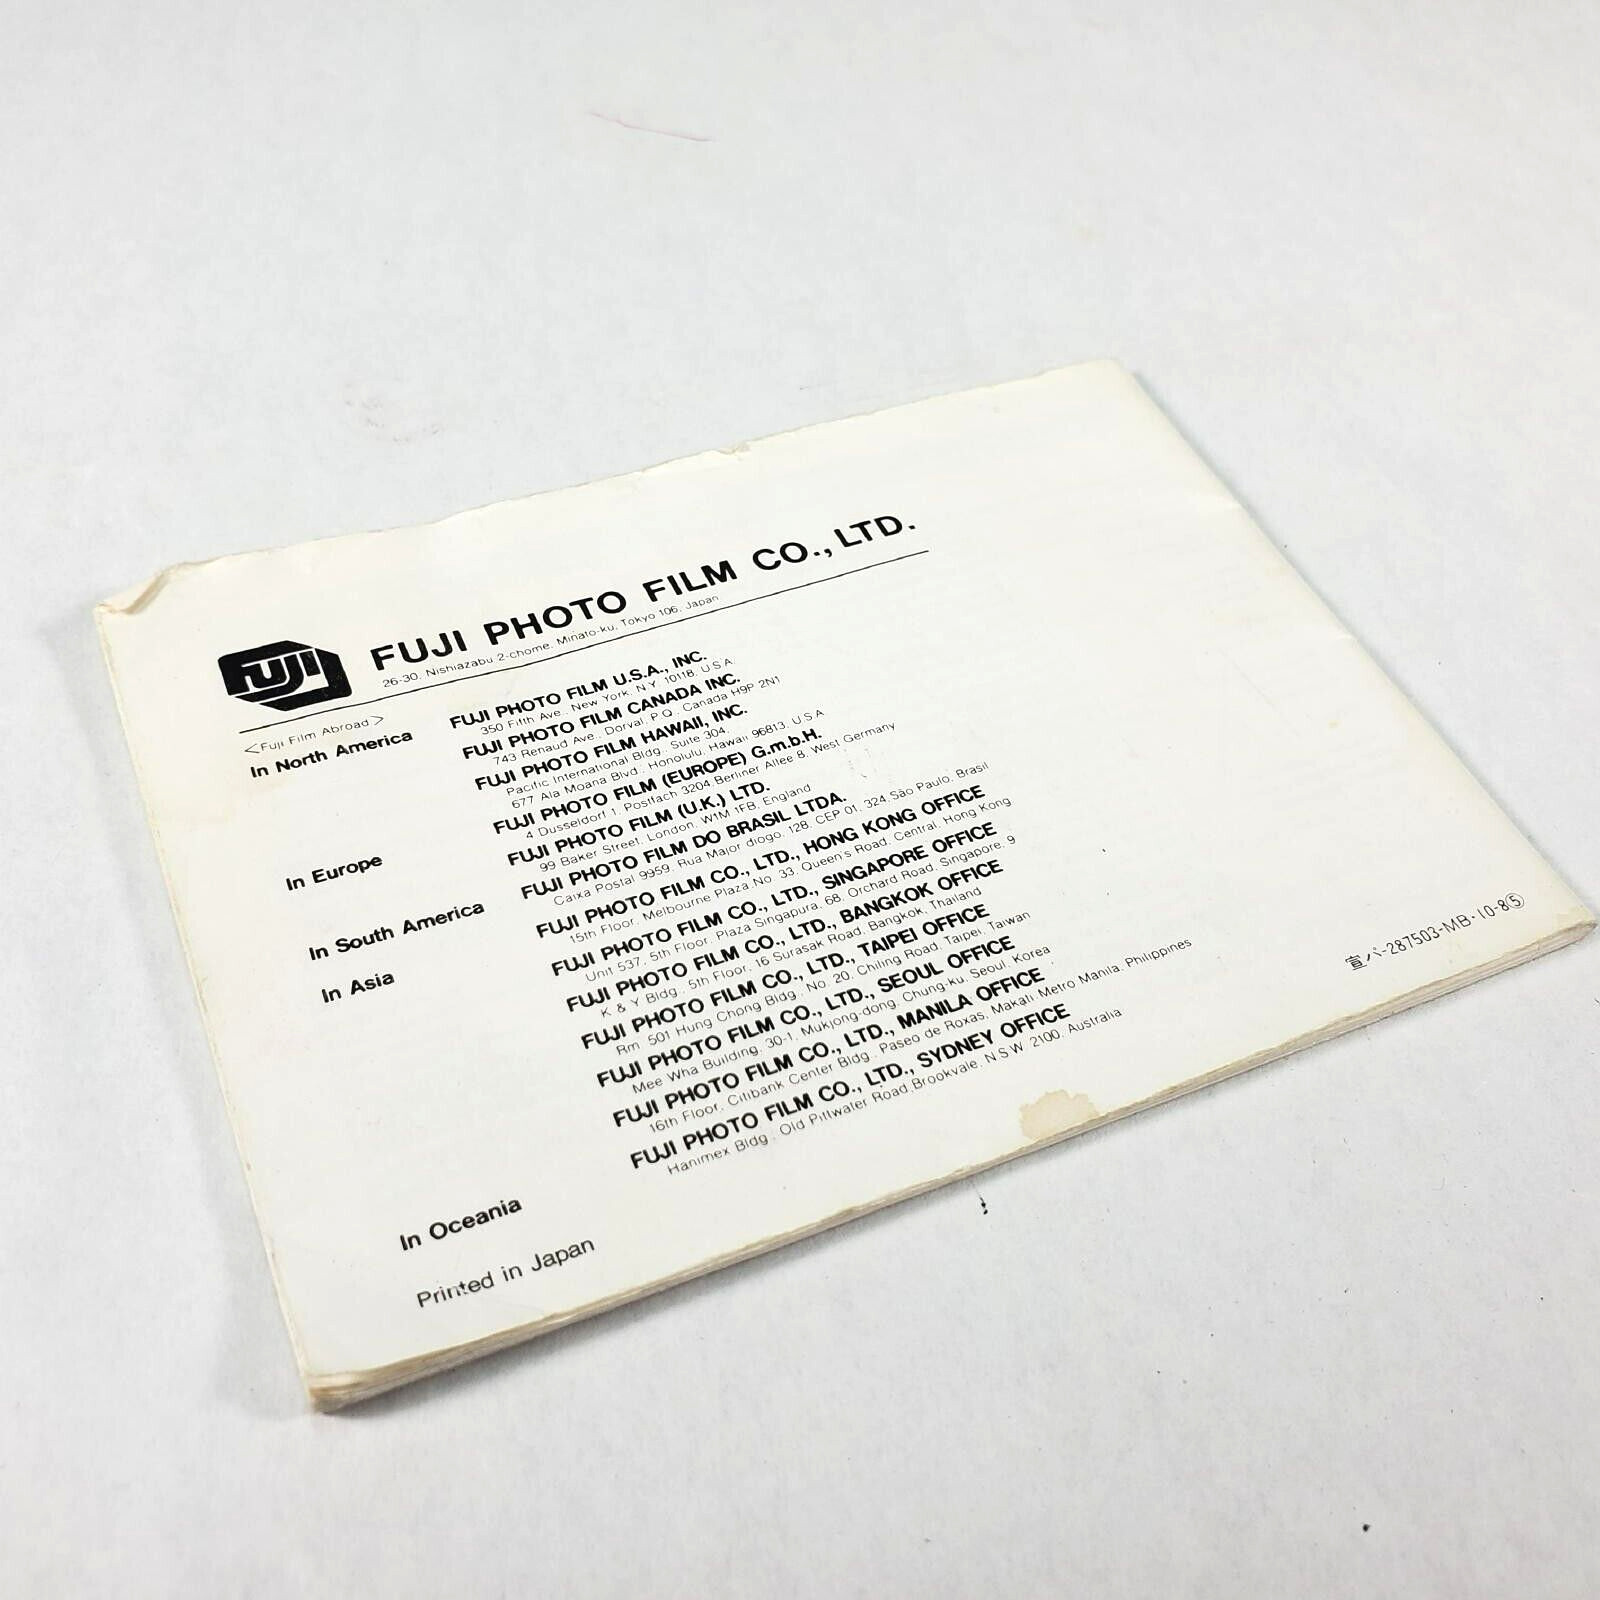 FUJI
FUJI PHOTO FILM CO., LTD.
26-30, Nishiazabu 2-chome, Minato-ku, Tokyo 106, Japan
<Fuji Film Abroad>
In North America
FUJI PHOTO FILM U.S.A., INC.
350 Fifth Ave., New York, N.Y. 10118, U.S.A.
FUJI PHOTO FILM CANADA INC.
743 Renaud Ave., Dorval, P.Q., Canada H9P 2N1
FUJI PHOTO FILM HAWAII, INC.
Pacific International Bldg., Suite 304,
677 Ala Moana Blvd., Honolulu, Hawaii 96813, U.S.A.
In Europe
FUJI PHOTO FILM (EUROPE) G.m.b.H.
4 Dusseldorf 1, Postfach 3204, Berliner Allee 8, West Germany
FUJI PHOTO FILM (U.K.) LTD.
99 Baker Street, London, W1M 1FB, England
In South America
FUJI PHOTO FILM DO BRASIL LTDA.
Caixa Postal 9959, Rua Major diogo, 128, CEP 01, 324, São Paulo, Brasil
In Asia
FUJI PHOTO FILM CO., LTD., HONG KONG OFFICE
15th Floor, Melbourne Plaza, No. 33, Queen's Road, Central, Hong Kong
FUJI PHOTO FILM CO., LTD., SINGAPORE OFFICE
Unit 537, 5th Floor, Plaza Singapura, 68, Orchard Road, Singapore, 9
FUJI PHOTO FILM CO., LTD., BANGKOK OFFICE
K & Y Bldg., 5th Floor, 16 Surasak Road, Bangkok, Thailand
FUJI PHOTO FILM CO., LTD., TAIPEI OFFICE
Rm. 501 Hung Chong Bldg., No. 20, Chiling Road, Taipei, Taiwan
FUJI PHOTO FILM CO., LTD., SEOUL OFFICE
Mee Wha Building, 30-1, Mukjong-dong, Chung-ku, Seoul, Korea
FUJI PHOTO FILM CO., LTD., MANILA OFFICE
16th Floor, Citibank Center Bldg., Paseo de Roxas, Makati Metro Manila, Philippines
In Oceania
FUJI PHOTO FILM CO., LTD., SYDNEY OFFICE
Hanimex Bldg., Old Pittwater Road, Brookvale, N.S.W. 2100, Australia
Printed in Japan
宣パ-287503-MB・10-8⑤